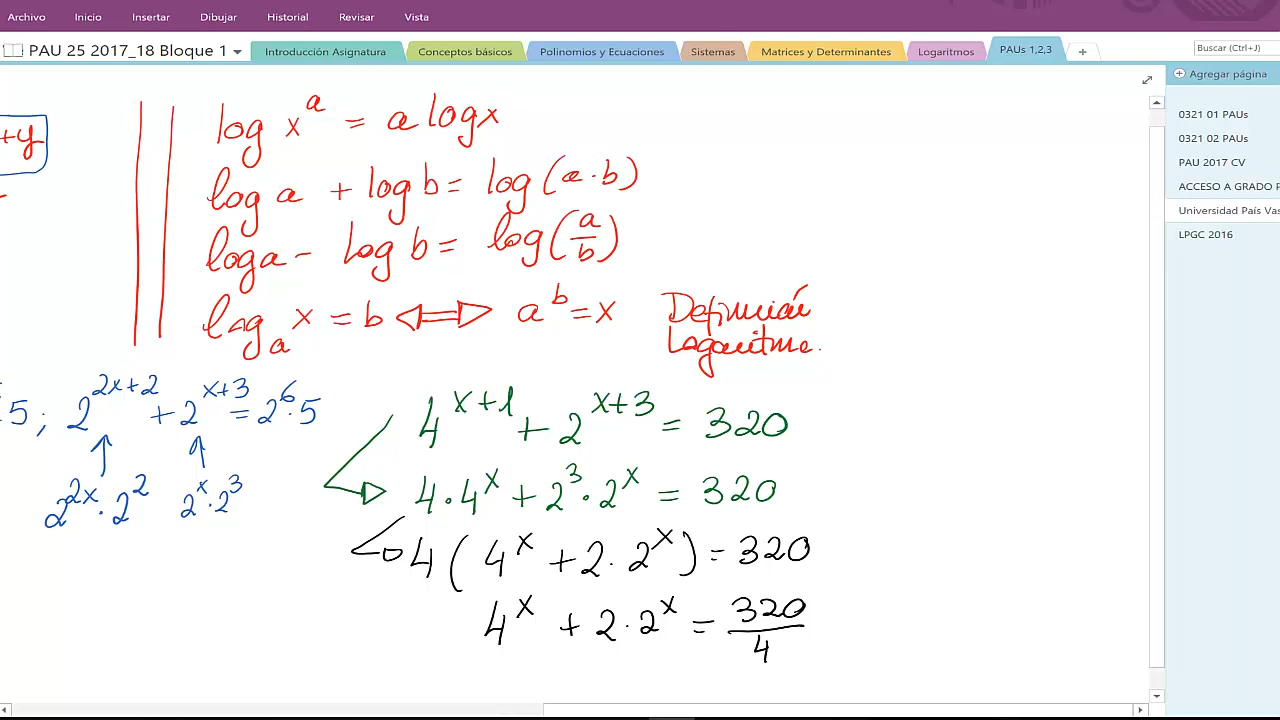 Archivo Inicio Insertar Dibujar Historial Revisar Vista
PAU 25 2017_18 Bloque 1 Introducción Asignatura Conceptos básicos Polinomios y Ecuaciones Sistemas Matrices y Determinantes Logaritmos PAUs 1,2,3 + Buscar (Ctrl+J)
Agregar página
0321 01 PAUs
0321 02 PAUs
PAU 2017 CV
ACCESO A GRADO P
Universidad País Vas
LPGC 2016
+y
log x^a = a log x
log a + log b = log (a · b)
log a - log b = log (a/b)
log_a x = b ⟺ a^b = x Definición
Logaritmo.
5 ; 2^{2x+2} + 2^{x+3} = 2^6 · 5
2^{2x} · 2^2 2^x · 2^3
4^{x+1} + 2^{x+3} = 320
4 · 4^x + 2^3 · 2^x = 320
4 ( 4^x + 2 · 2^x ) = 320
4^x + 2 · 2^x = 320/4